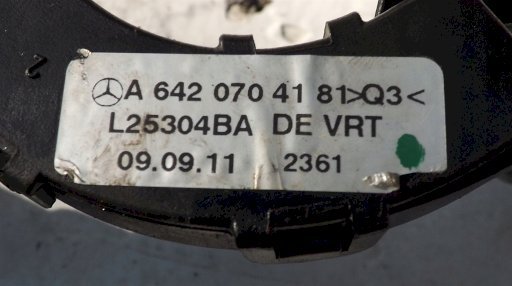 A 642 070 41 81 >Q3<
L25304BA DE VRT
09.09.11 2361